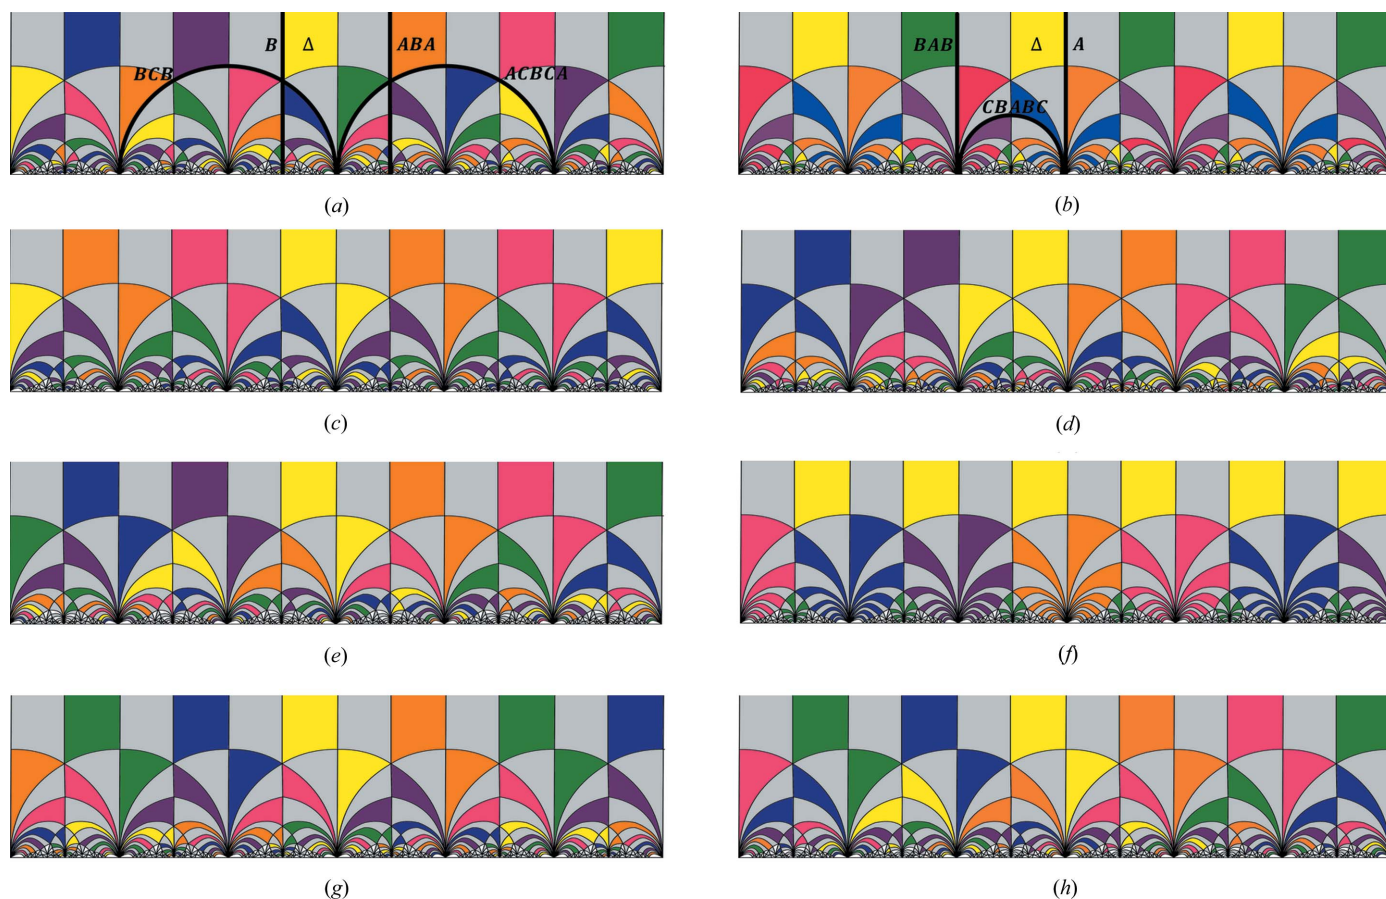 B Δ ABA
BCB ACBCA
(a)
BAB Δ A
CBABC
(b)
(c)
(d)
(e)
(f)
(g)
(h)